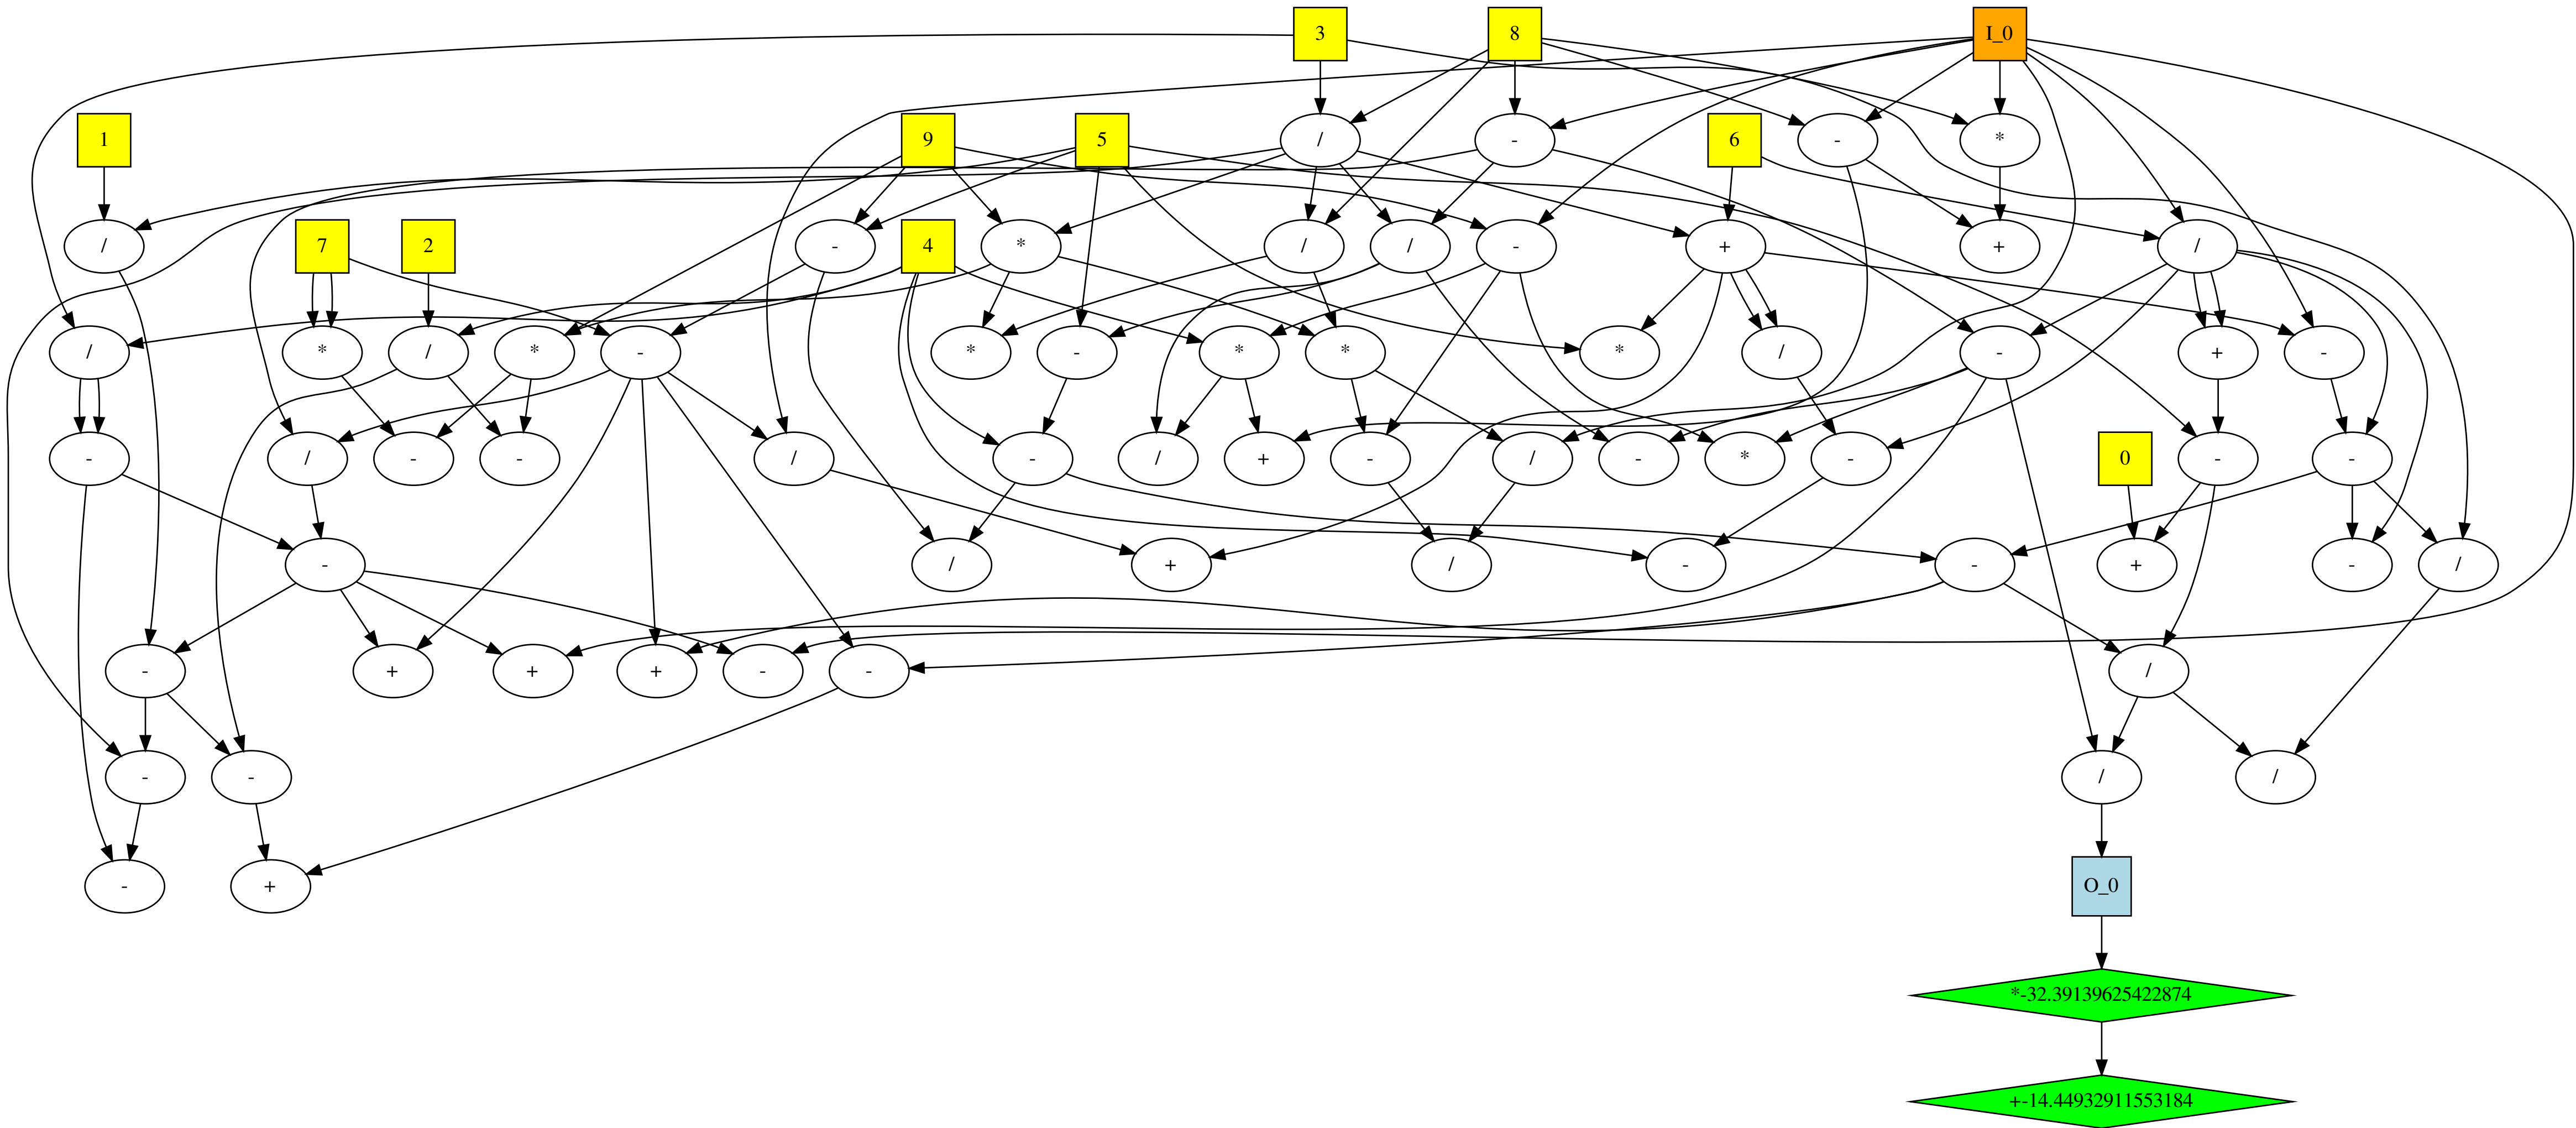 3 8 I_0
1 9 5 / - 6 - *
/ 7 2 - 4 * / / - + + /
/ * / * - * - * * * / - + -
- / - - / - / + - / - * - 0 - -
- / + / - - + - /
- + + + - - /
- - / /
- + O_0
*-32.39139625422874
+-14.44932911553184